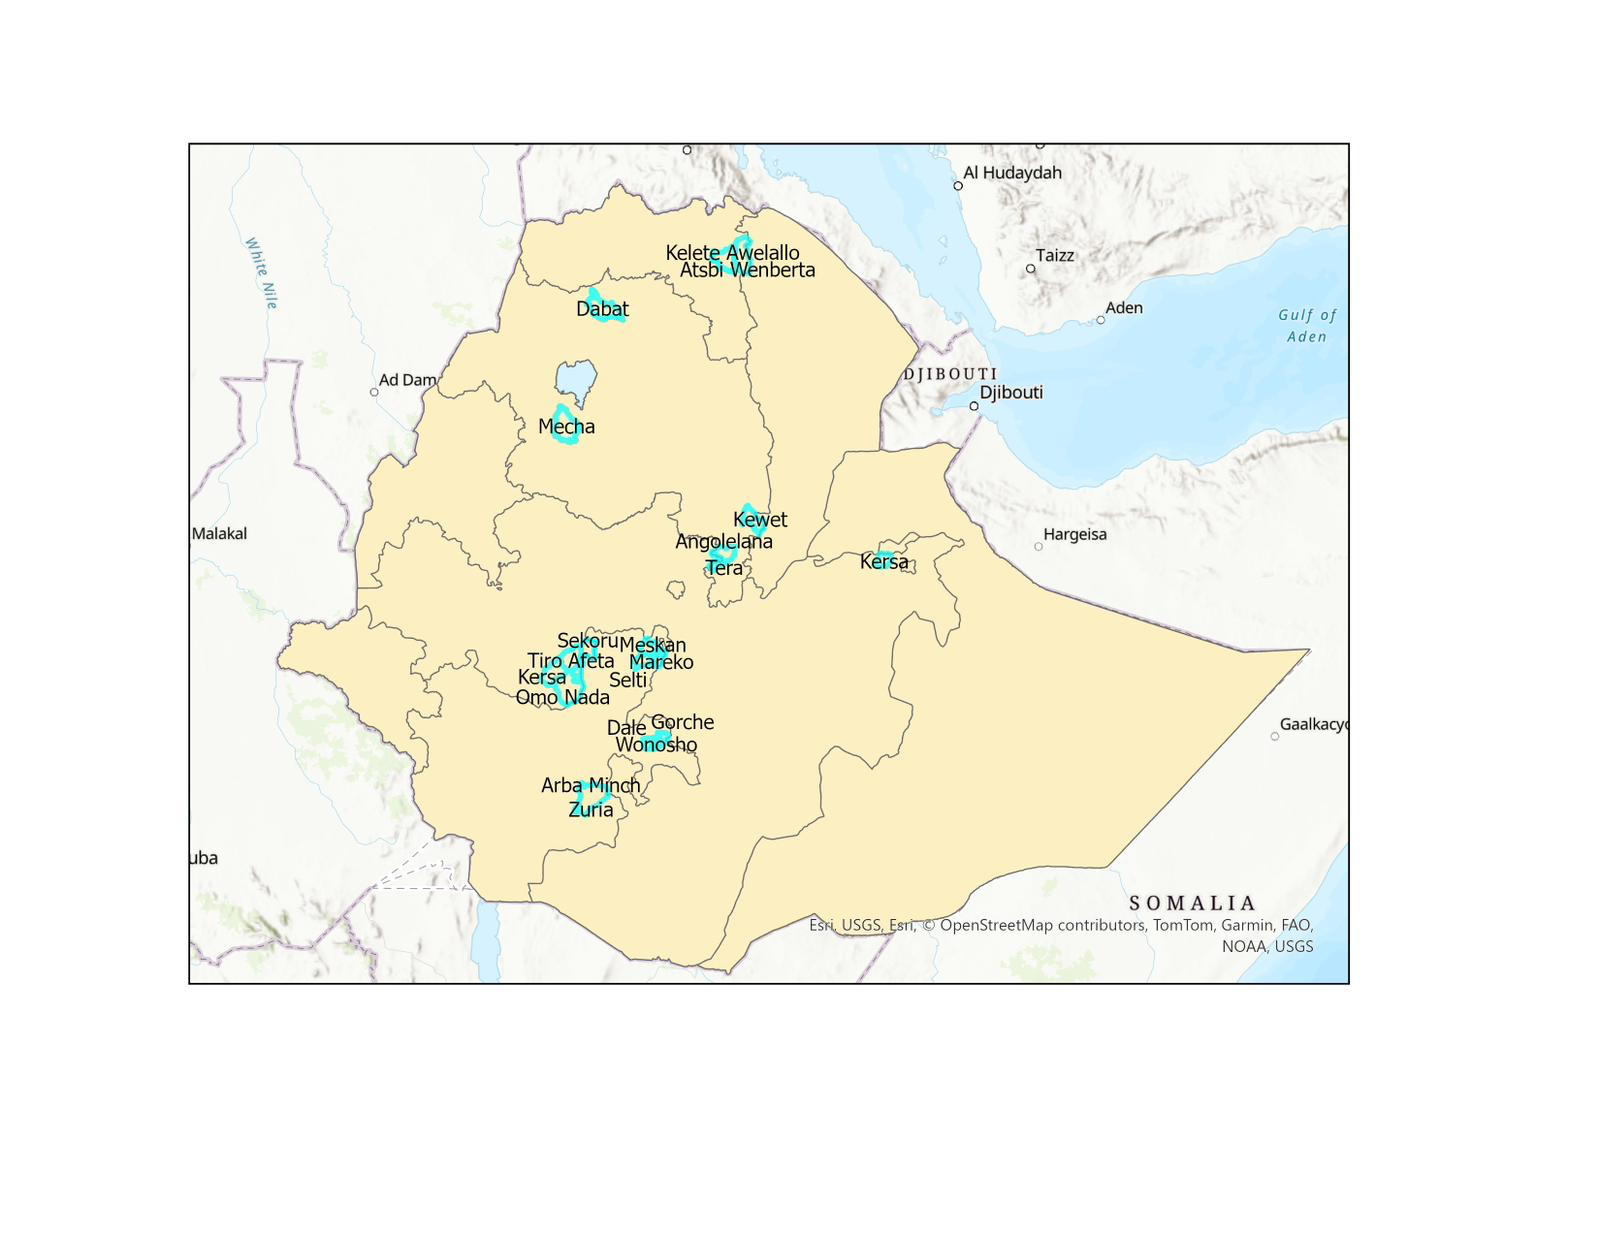 Al Hudaydah
White Nile
Kelete Awelallo
Atsbi Wenberta
Taizz
Dabat
Aden
Gulf of
Aden
DJIBOUTI
Ad Dam
Djibouti
Mecha
Kewet
Malakal
Angolelana
Tera
Hargeisa
Kersa
Sekoru
Meskan
Tiro Afeta
Mareko
Kersa
Selti
Omo Nada
Dale
Gorche
Wonosho
Gaalkacyo
Arba Minch
Zuria
uba
SOMALIA
Esri, USGS, Esri, © OpenStreetMap contributors, TomTom, Garmin, FAO,
NOAA, USGS